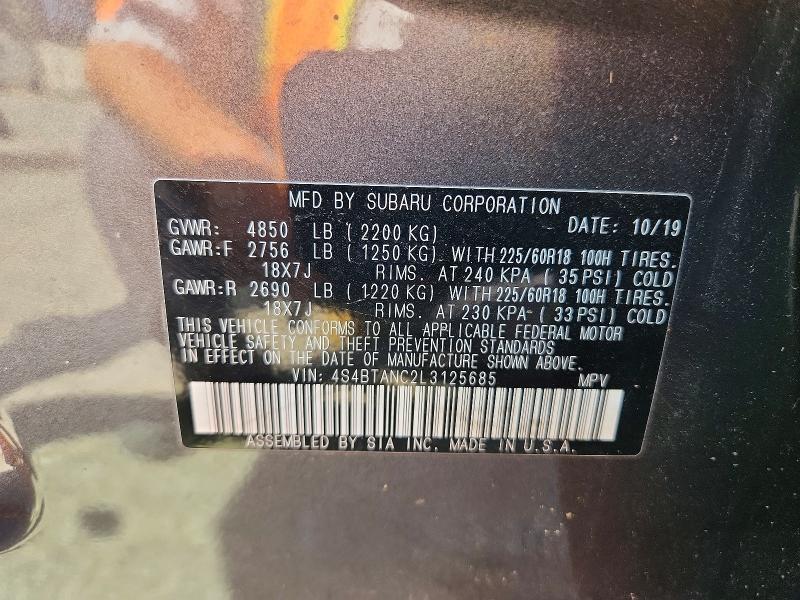 MFD BY SUBARU CORPORATION
GVWR: 4850 LB ( 2200 KG) DATE: 10/19
GAWR:F 2756 LB ( 1250 KG) WITH 225/60R18 100H TIRES.
18X7J RIMS. AT 240 KPA ( 35 PSI) COLD
GAWR:R 2690 LB ( 1220 KG) WITH 225/60R18 100H TIRES.
18X7J RIMS. AT 230 KPA ( 33 PSI) COLD
THIS VEHICLE CONFORMS TO ALL APPLICABLE FEDERAL MOTOR
VEHICLE SAFETY AND THEFT PREVENTION STANDARDS
IN EFFECT ON THE DATE OF MANUFACTURE SHOWN ABOVE.
VIN: 4S4BTANC2L3125685 MPV
ASSEMBLED BY SIA INC. MADE IN U.S.A.